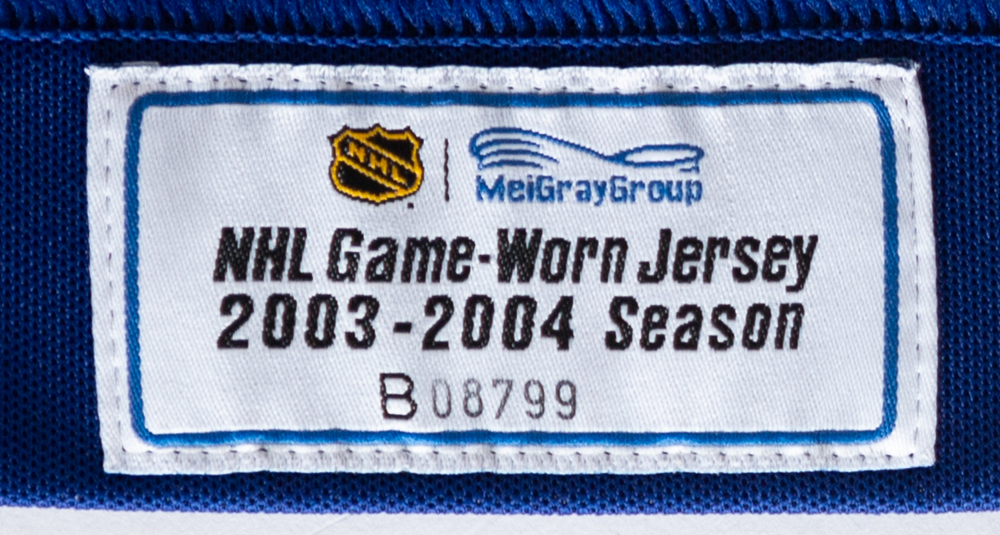 NHL | MeiGrayGroup
NHL Game-Worn Jersey
2003-2004 Season
B08799